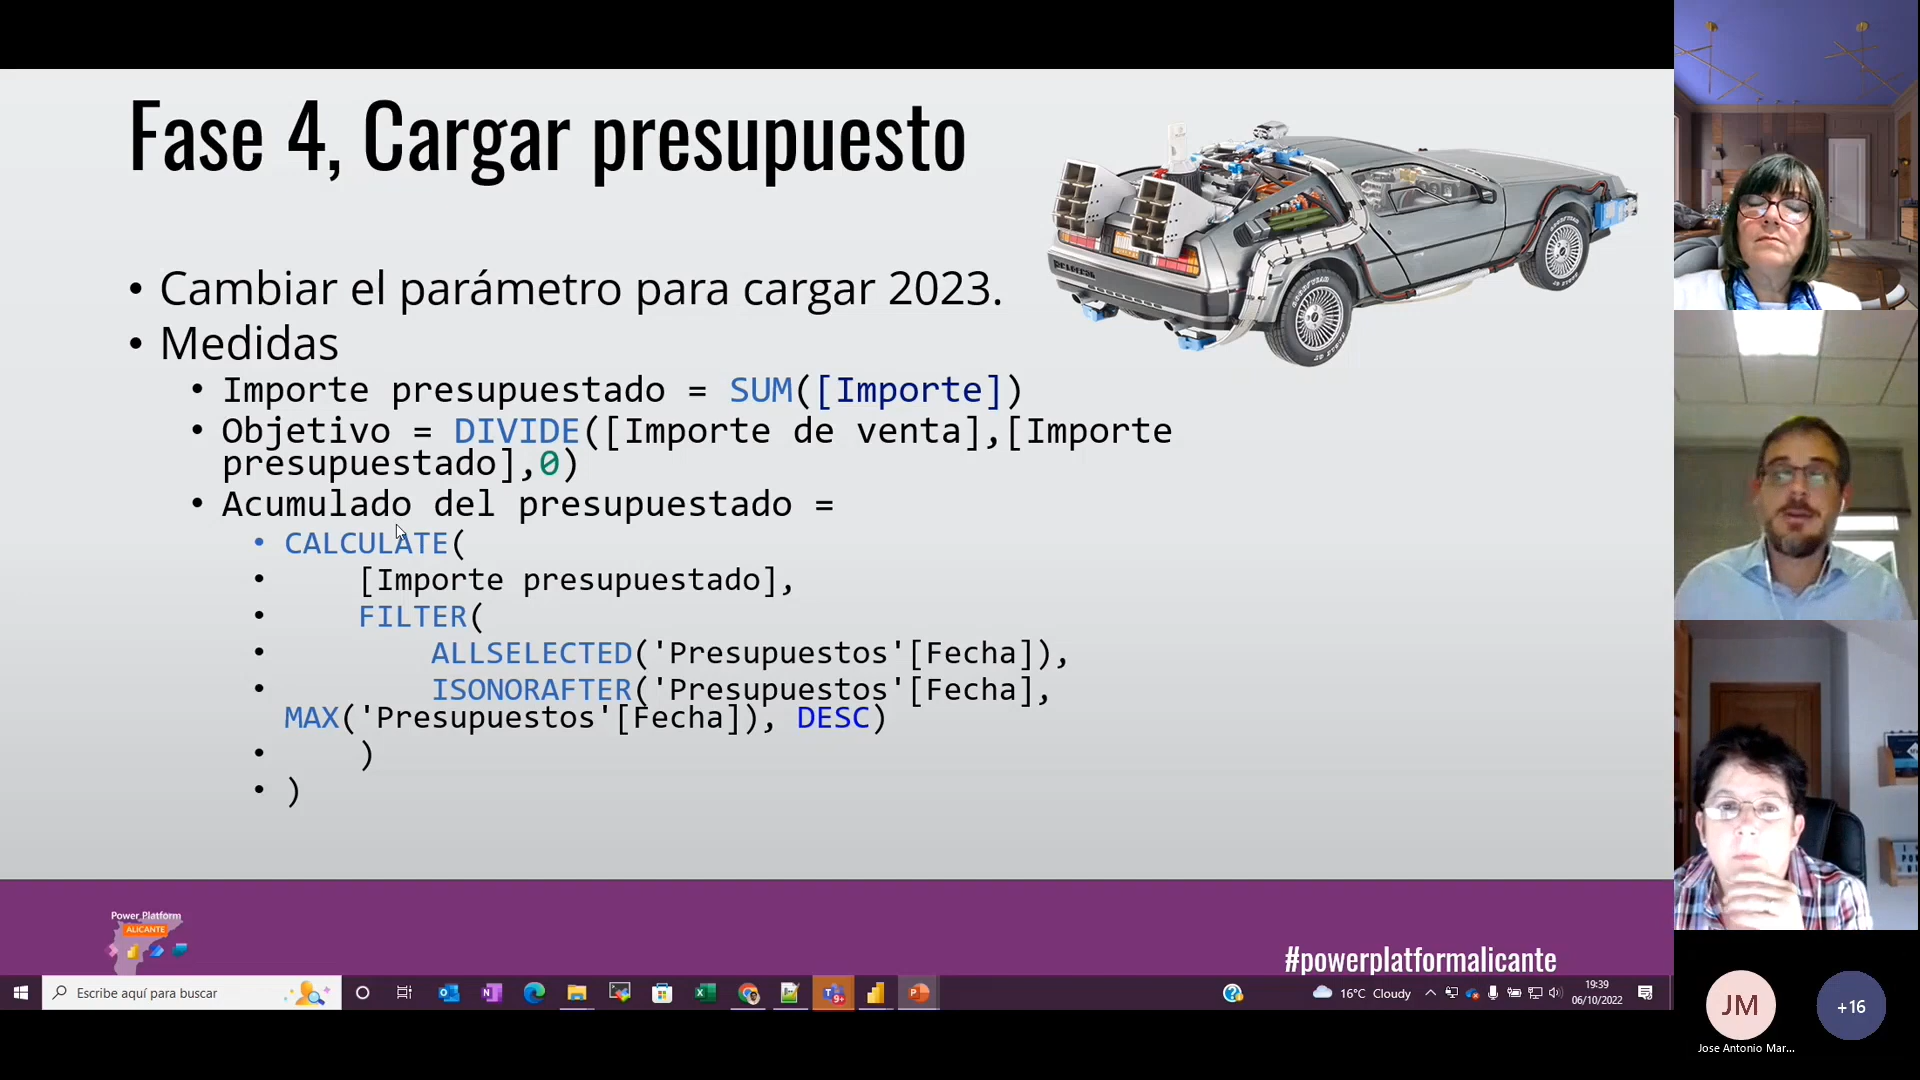 Fase 4, Cargar presupuesto
• Cambiar el parámetro para cargar 2023.
• Medidas
• Importe presupuestado = SUM([Importe])
• Objetivo = DIVIDE([Importe de venta],[Importe
presupuestado],0)
• Acumulado del presupuestado =
• CALCULATE(
• [Importe presupuestado],
• FILTER(
• ALLSELECTED('Presupuestos'[Fecha]),
• ISONORAFTER('Presupuestos'[Fecha],
MAX('Presupuestos'[Fecha]), DESC)
• )
• )
Power Platform
ALICANTE
#powerplatformalicante
Escribe aquí para buscar
9+
16°C Cloudy
19:39
06/10/2022
JM
+16
Jose Antonio Mar...